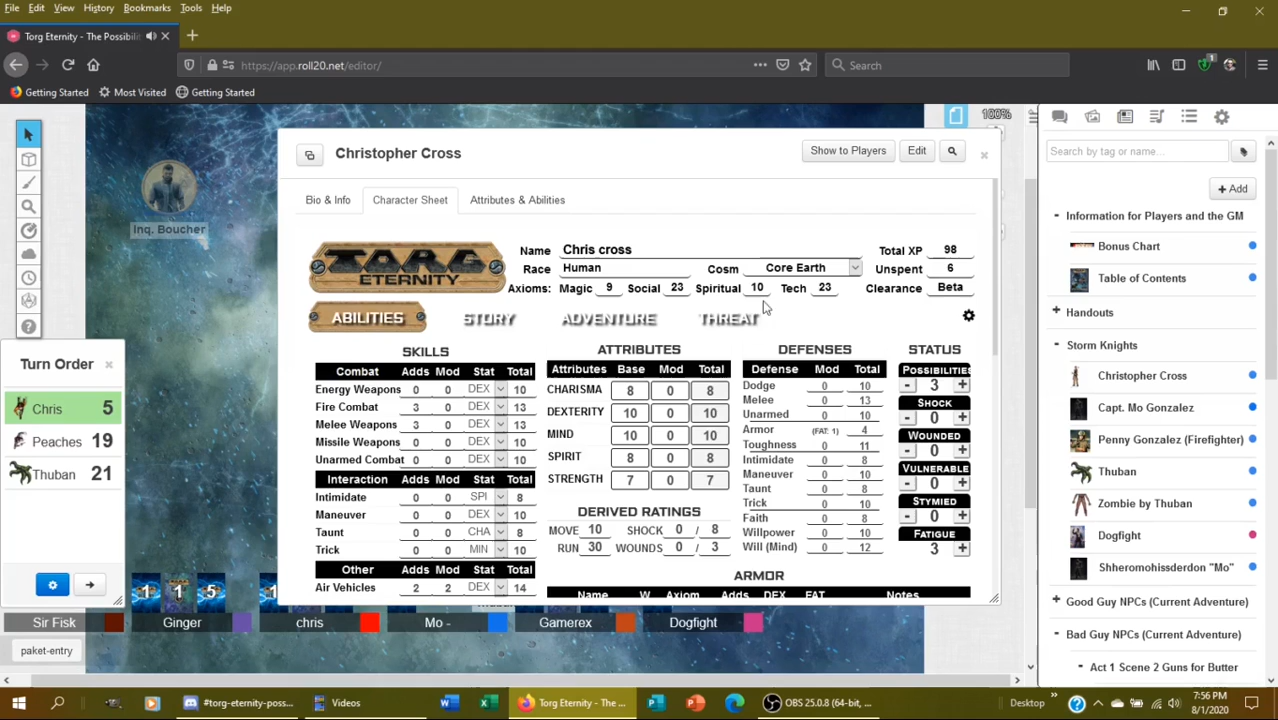 File Edit View History Bookmarks Tools Help
Torg Eternity - The Possibili
https://app.roll20.net/editor/
Search
1
Getting Started Most Visited Getting Started
100%
Christopher Cross
Show to Players Edit
Bio & Info Character Sheet Attributes & Abilities
TORG ETERNITY
Name Chris cross Total XP 98
Race Human Cosm Core Earth Unspent 6
Axioms: Magic 9 Social 23 Spiritual 10 Tech 23 Clearance Beta
ABILITIES STORY ADVENTURE THREAT
SKILLS
Combat Adds Mod Stat Total
Energy Weapons 0 0 DEX 10
Fire Combat 3 0 DEX 13
Melee Weapons 3 0 DEX 13
Missile Weapons 0 0 DEX 10
Unarmed Combat 0 0 DEX 10
Interaction Adds Mod Stat Total
Intimidate 0 0 SPI 8
Maneuver 0 0 DEX 10
Taunt 0 0 CHA 8
Trick 0 0 MIN 10
Other Adds Mod Stat Total
Air Vehicles 2 2 DEX 14
ATTRIBUTES
Attributes Base Mod Total
CHARISMA 8 0 8
DEXTERITY 10 0 10
MIND 10 0 10
SPIRIT 8 0 8
STRENGTH 7 0 7
DERIVED RATINGS
MOVE 10 SHOCK 0 / 8
RUN 30 WOUNDS 0 / 3
DEFENSES
Defense Mod Total
Dodge 0 10
Melee 0 13
Unarmed 0 10
Armor (FAT: 1) 4
Toughness 0 11
Intimidate 0 8
Maneuver 0 10
Taunt 0 8
Trick 0 10
Faith 0 8
Willpower 0 10
Will (Mind) 0 12
STATUS
POSSIBILITIES
- 3 +
SHOCK
- 0 +
WOUNDED
- 0 +
VULNERABLE
- 0 +
STYMIED
- 0 +
FATIGUE
3 +
ARMOR
Name W Axiom Adds DEX FAT Notes
Inq. Boucher
Turn Order
Chris 5
Peaches 19
Thuban 21
1 1 5
Sir Fisk Ginger chris Mo - Gamerex Dogfight
paket-entry
Search by tag or name...
+ Add
- Information for Players and the GM
Bonus Chart
Table of Contents
+ Handouts
- Storm Knights
Christopher Cross
Capt. Mo Gonzalez
Penny Gonzalez (Firefighter)
Thuban
Zombie by Thuban
Dogfight
Shheromohissderdon "Mo"
+ Good Guy NPCs (Current Adventure)
- Bad Guy NPCs (Current Adventure)
- Act 1 Scene 2 Guns for Butter
#torg-eternity-poss... Videos Torg Eternity - The ... OBS 25.0.8 (64-bit, ... Desktop
7:56 PM
8/1/2020